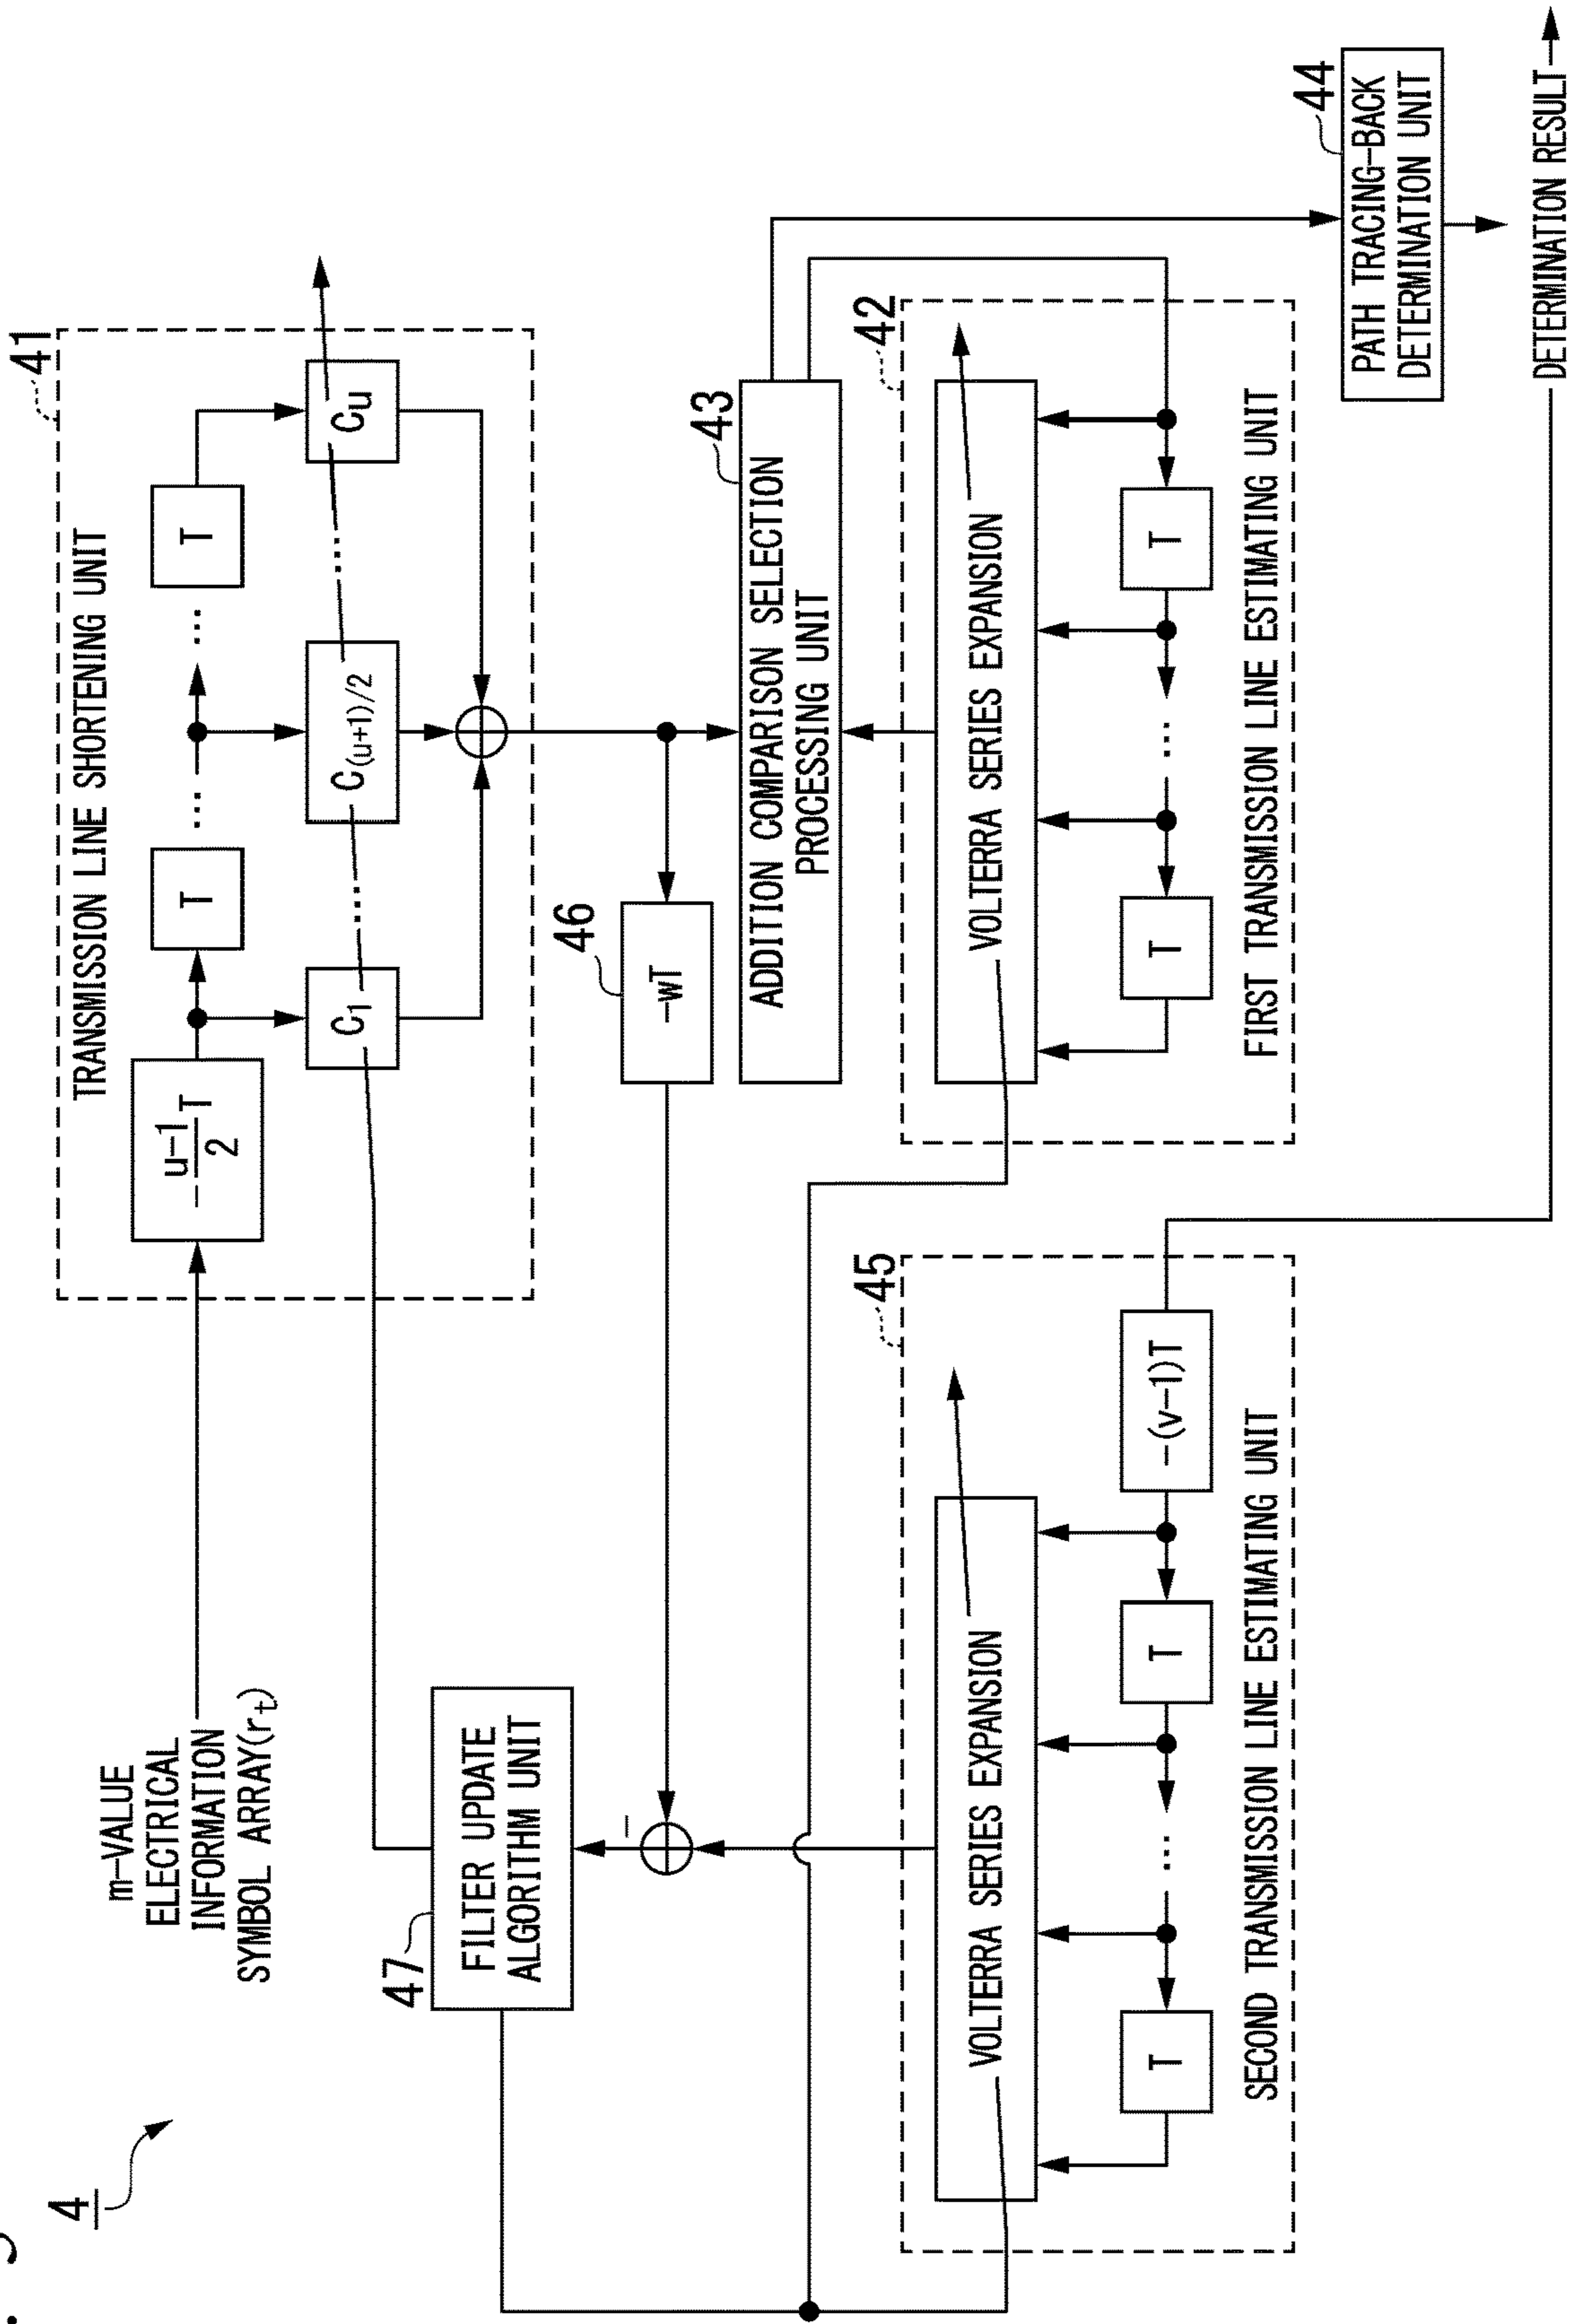 4
m-VALUE
ELECTRICAL
INFORMATION
SYMBOL ARRAY(rt)
41
TRANSMISSION LINE SHORTENING UNIT
-u-1/2 T
T
...
...
T
C1
...
C(u+1)/2
...
Cu
47
FILTER UPDATE
ALGORITHM UNIT
-
46
-wT
43
ADDITION COMPARISON SELECTION
PROCESSING UNIT
45
VOLTERRA SERIES EXPANSION
T
...
T
-(v-1)T
SECOND TRANSMISSION LINE ESTIMATING UNIT
42
VOLTERRA SERIES EXPANSION
T
...
T
FIRST TRANSMISSION LINE ESTIMATING UNIT
44
PATH TRACING-BACK
DETERMINATION UNIT
DETERMINATION RESULT